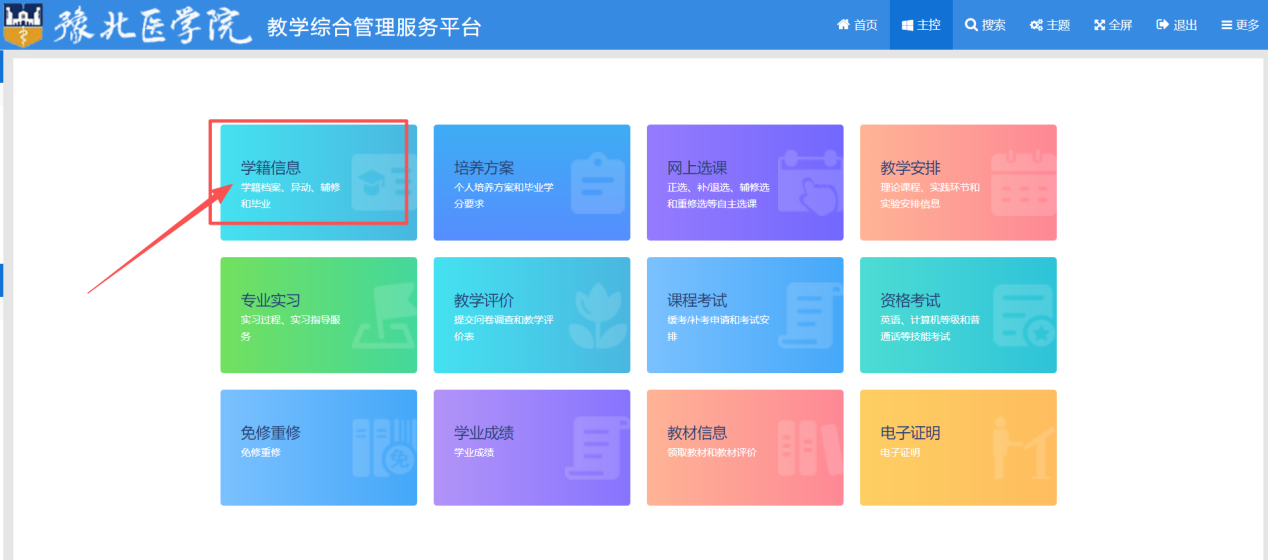 豫北医学院 教学综合管理服务平台 首页 主控 搜索 主题 全屏 退出 更多
学籍信息
学籍档案、异动、辅修
和毕业
培养方案
个人培养方案和毕业学
分要求
网上选课
正选、补/退选、辅修选
和重修选等自主选课
教学安排
理论课程、实践环节和
实验安排信息
专业实习
实习过程、实习指导服
务
教学评价
提交问卷调查和教学评
价表
课程考试
缓考/补考申请和考试安
排
资格考试
英语、计算机等级和普
通话等技能考试
免修重修
免修重修
免
学业成绩
学业成绩
教材信息
领取教材和教材评价
电子证明
电子证明